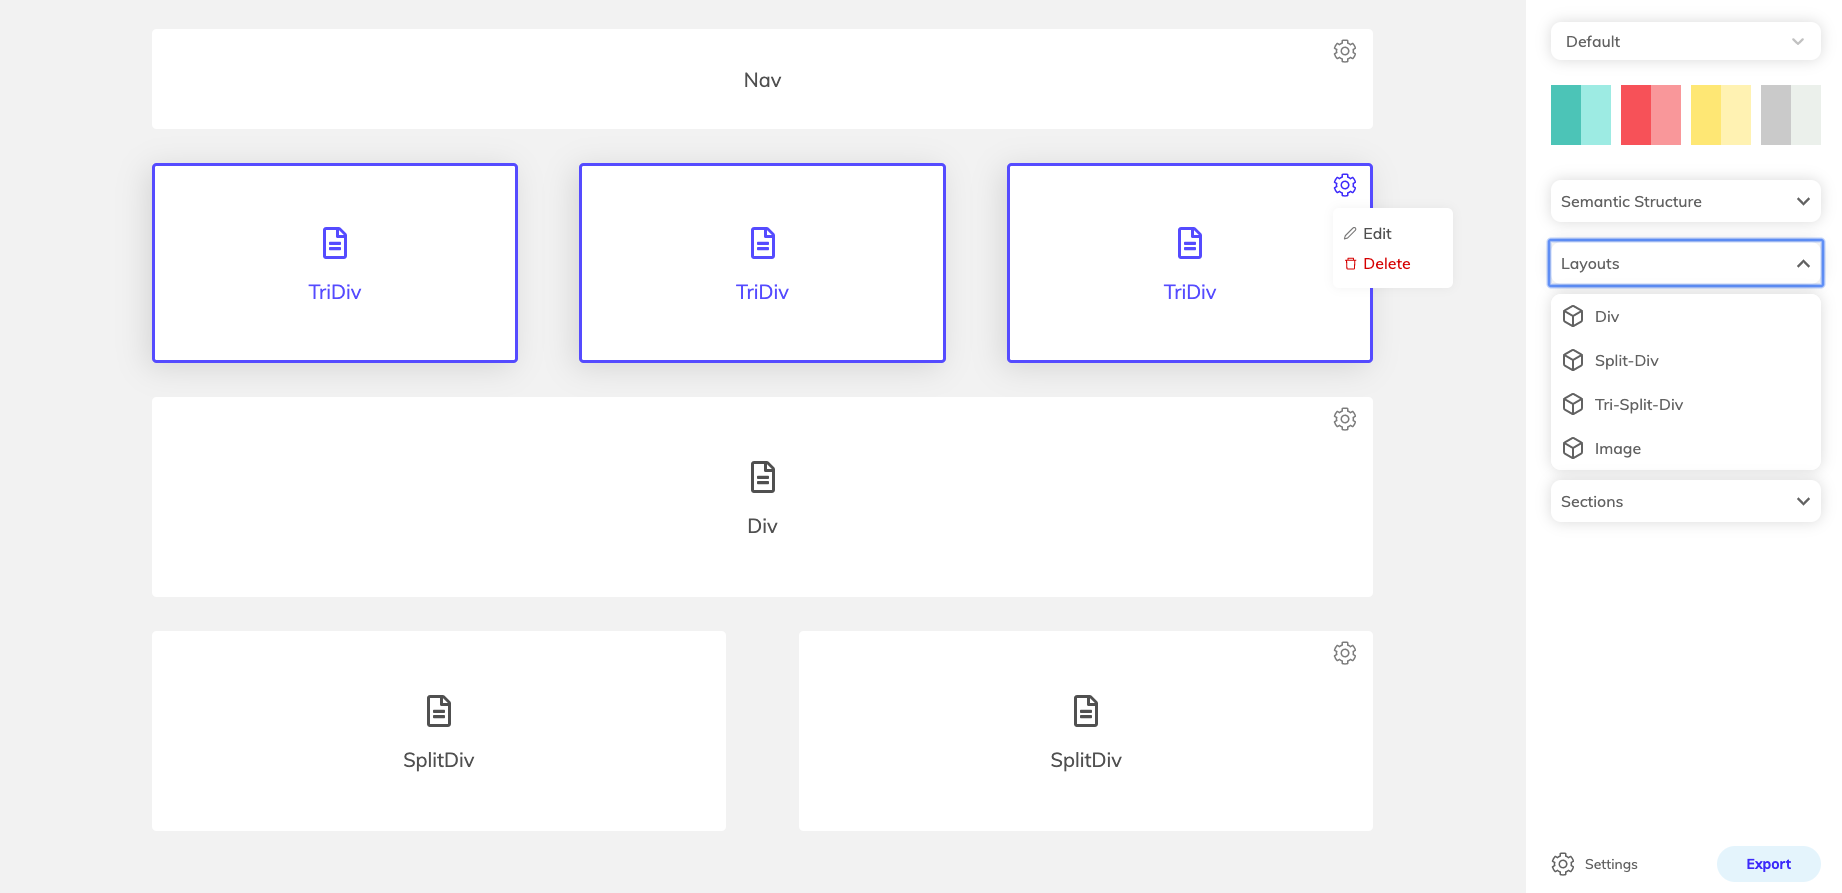 Nav
TriDiv
TriDiv
TriDiv
Edit
Delete
Div
SplitDiv
SplitDiv
Default
Semantic Structure
Layouts
Div
Split-Div
Tri-Split-Div
Image
Sections
Settings
Export